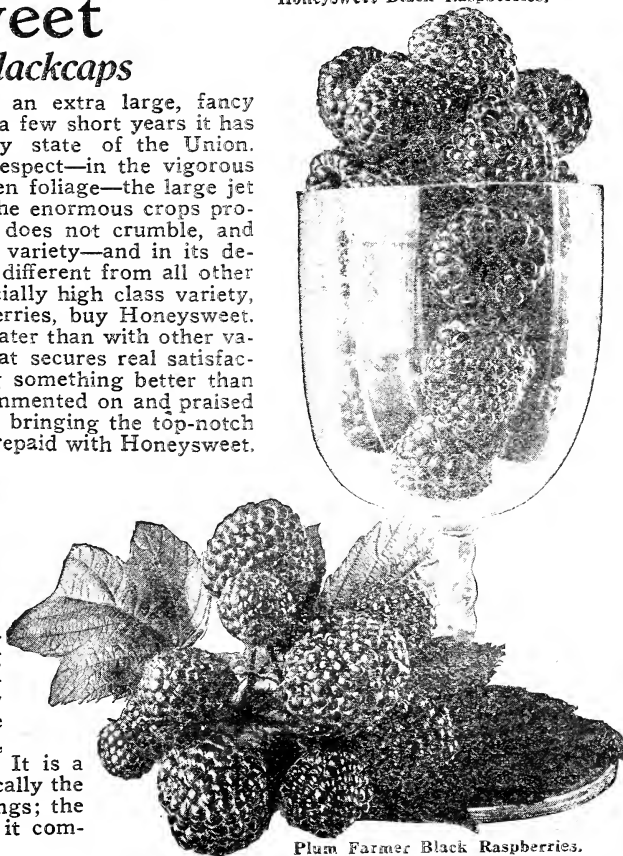 Honeysweet Black Raspberries.
eet
lackcaps
an extra large, fancy
a few short years it has
y state of the Union.
espect—in the vigorous
en foliage—the large jet
he enormous crops pro-
does not crumble, and
variety—and in its de-
different from all other
ially high class variety,
erries, buy Honeysweet.
ater than with other va-
at secures real satisfac-
something better than
nmented on and praised
bringing the top-notch
repaid with Honeysweet.
It is a
cally the
ngs; the
it com-
Plum Farmer Black Raspberries.